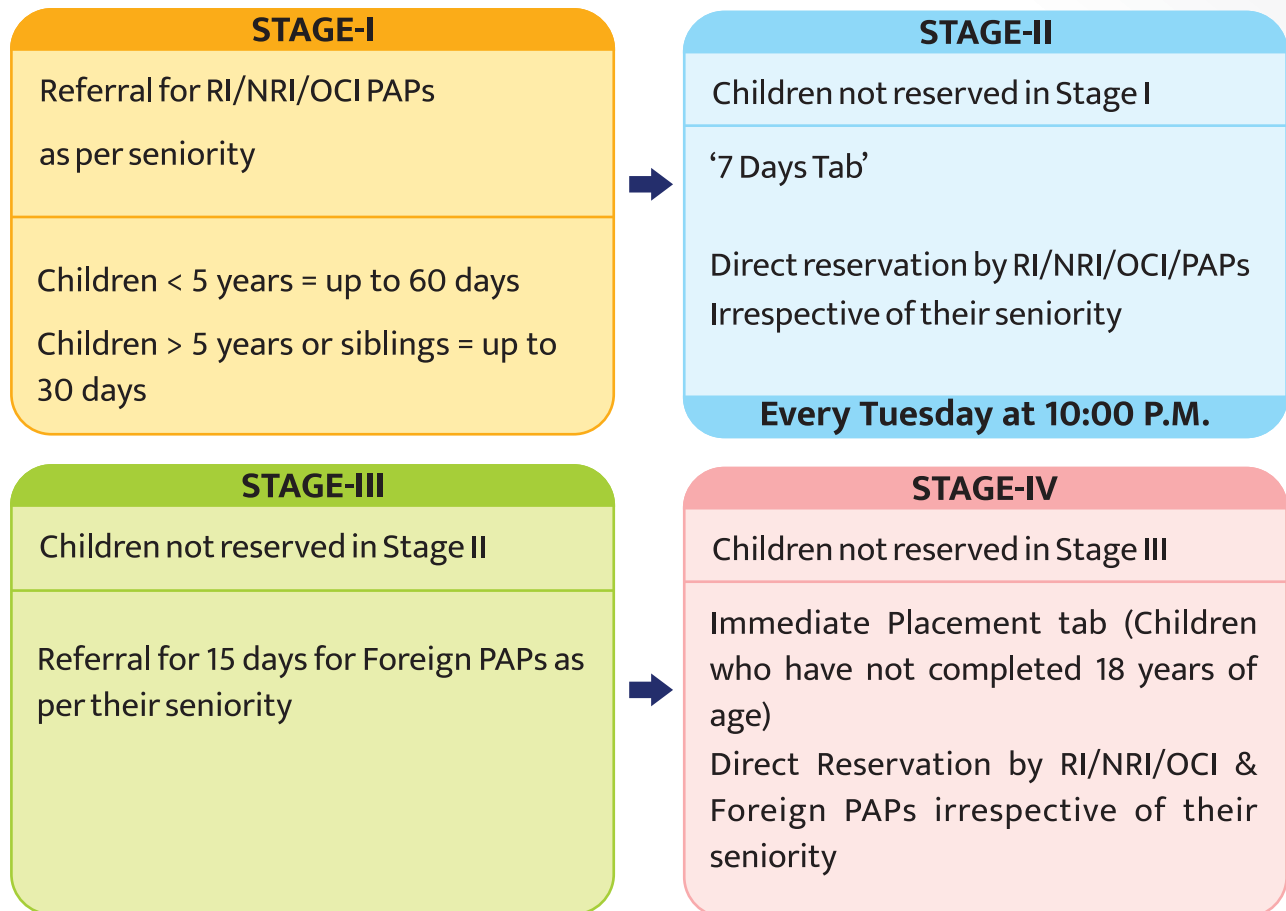 STAGE-I
Referral for RI/NRI/OCI PAPs
as per seniority
Children < 5 years = up to 60 days
Children > 5 years or siblings = up to
30 days
STAGE-II
Children not reserved in Stage I
‘7 Days Tab’
Direct reservation by RI/NRI/OCI/PAPs
Irrespective of their seniority
Every Tuesday at 10:00 P.M.
STAGE-III
Children not reserved in Stage II
Referral for 15 days for Foreign PAPs as
per their seniority
STAGE-IV
Children not reserved in Stage III
Immediate Placement tab (Children
who have not completed 18 years of
age)
Direct Reservation by RI/NRI/OCI &
Foreign PAPs irrespective of their
seniority